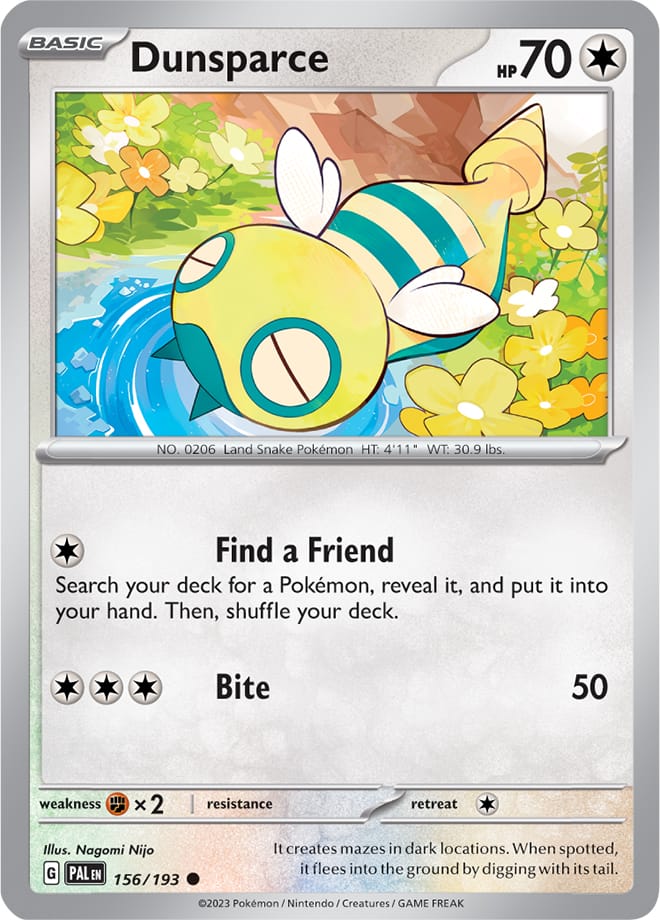 BASIC
Dunsparce
HP 70
NO. 0206 Land Snake Pokémon HT: 4'11" WT: 30.9 lbs.
Find a Friend
Search your deck for a Pokémon, reveal it, and put it into
your hand. Then, shuffle your deck.
Bite 50
weakness ×2 resistance retreat
Illus. Nagomi Nijo
It creates mazes in dark locations. When spotted,
it flees into the ground by digging with its tail.
G PAL EN 156/193
©2023 Pokémon / Nintendo / Creatures / GAME FREAK